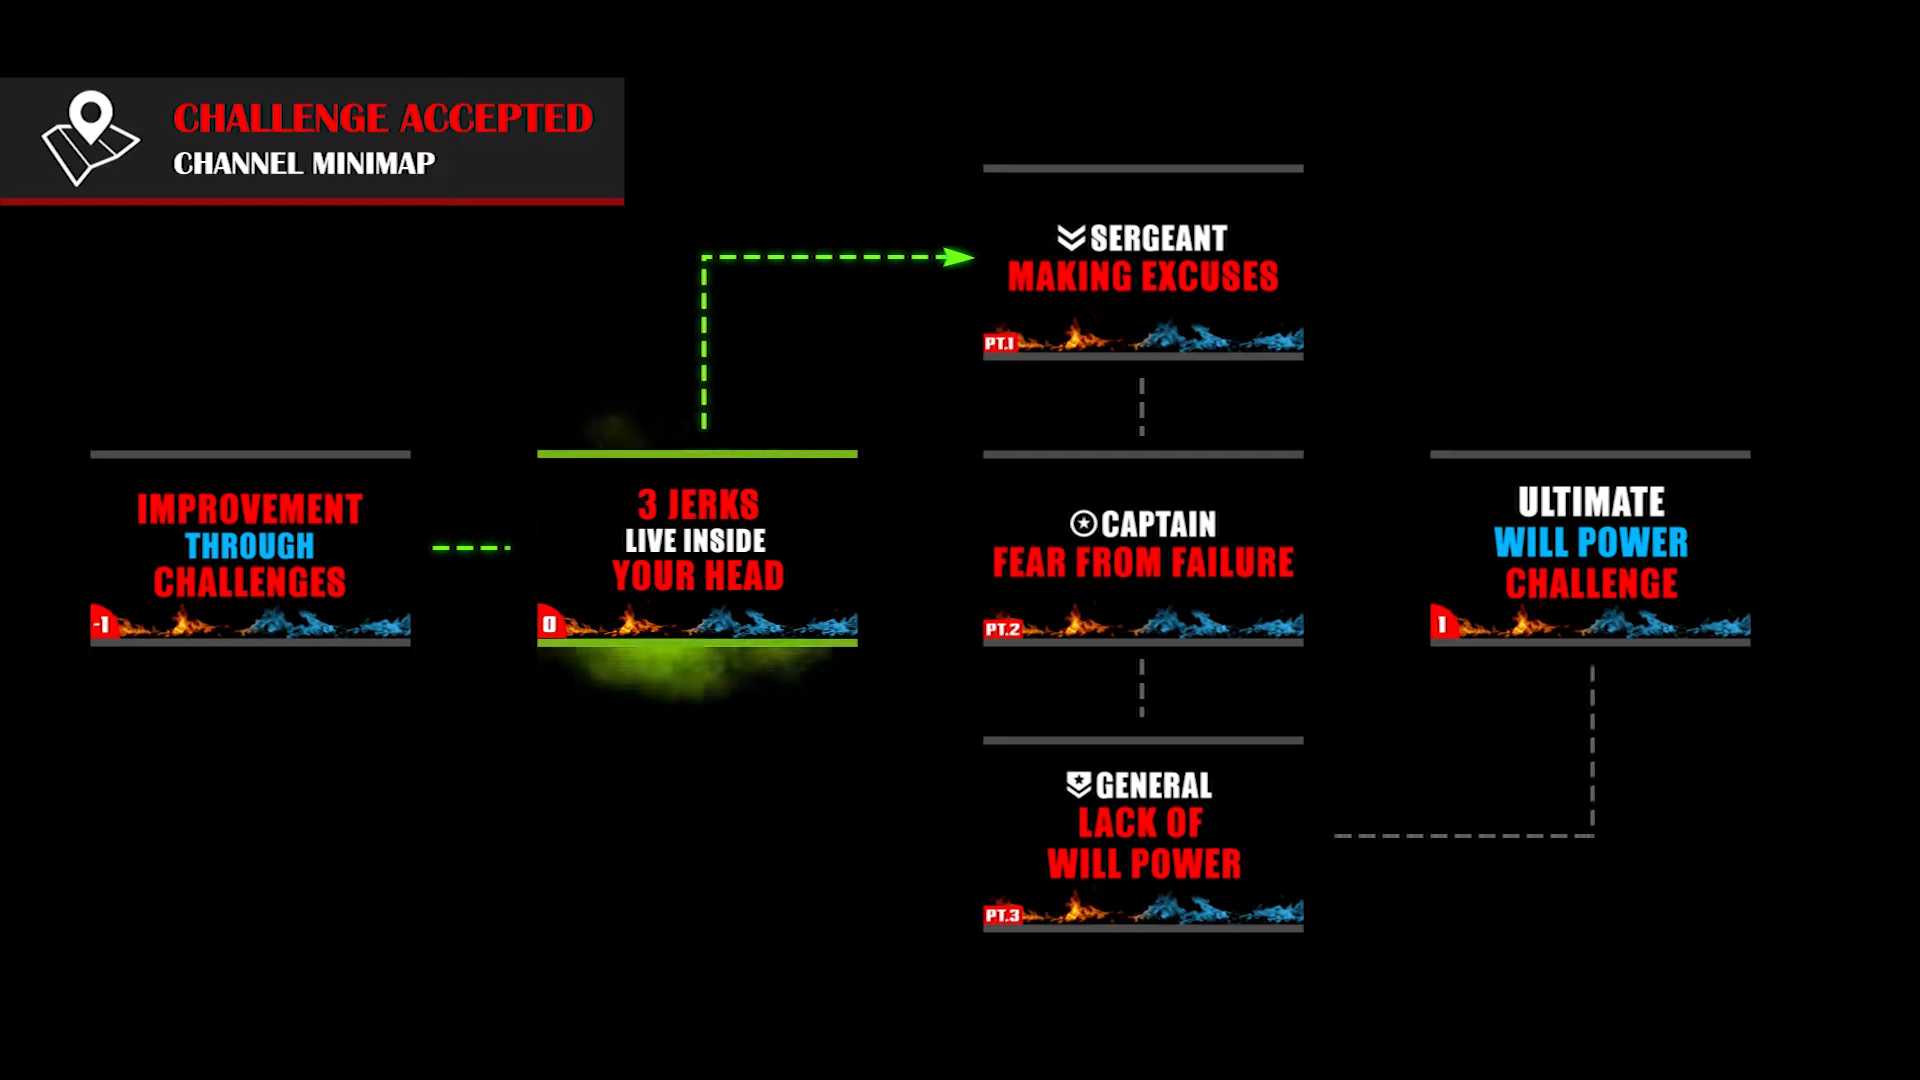 CHALLENGE ACCEPTED
CHANNEL MINIMAP
IMPROVEMENT
THROUGH
CHALLENGES
-1
3 JERKS
LIVE INSIDE
YOUR HEAD
0
SERGEANT
MAKING EXCUSES
PT.1
CAPTAIN
FEAR FROM FAILURE
PT.2
GENERAL
LACK OF
WILL POWER
PT.3
ULTIMATE
WILL POWER
CHALLENGE
1